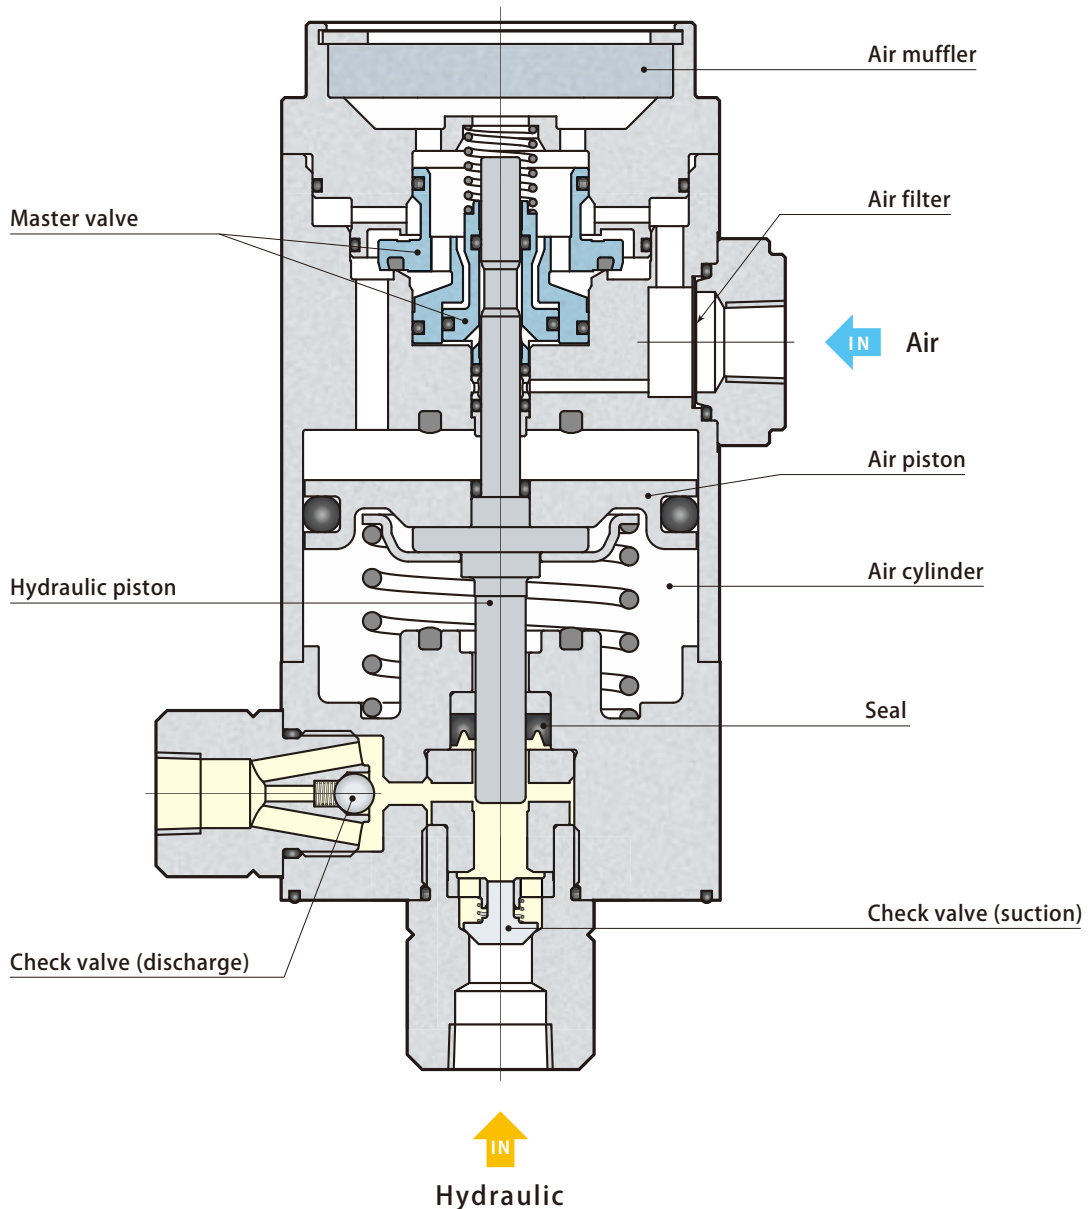 Air muffler
Air filter
Master valve
IN
Air
Air piston
Air cylinder
Hydraulic piston
Seal
Check valve (suction)
Check valve (discharge)
IN
Hydraulic